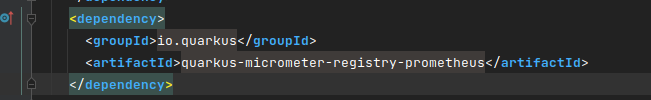 <dependency>
<groupId>io.quarkus</groupId>
<artifactId>quarkus-micrometer-registry-prometheus</artifactId>
</dependency>